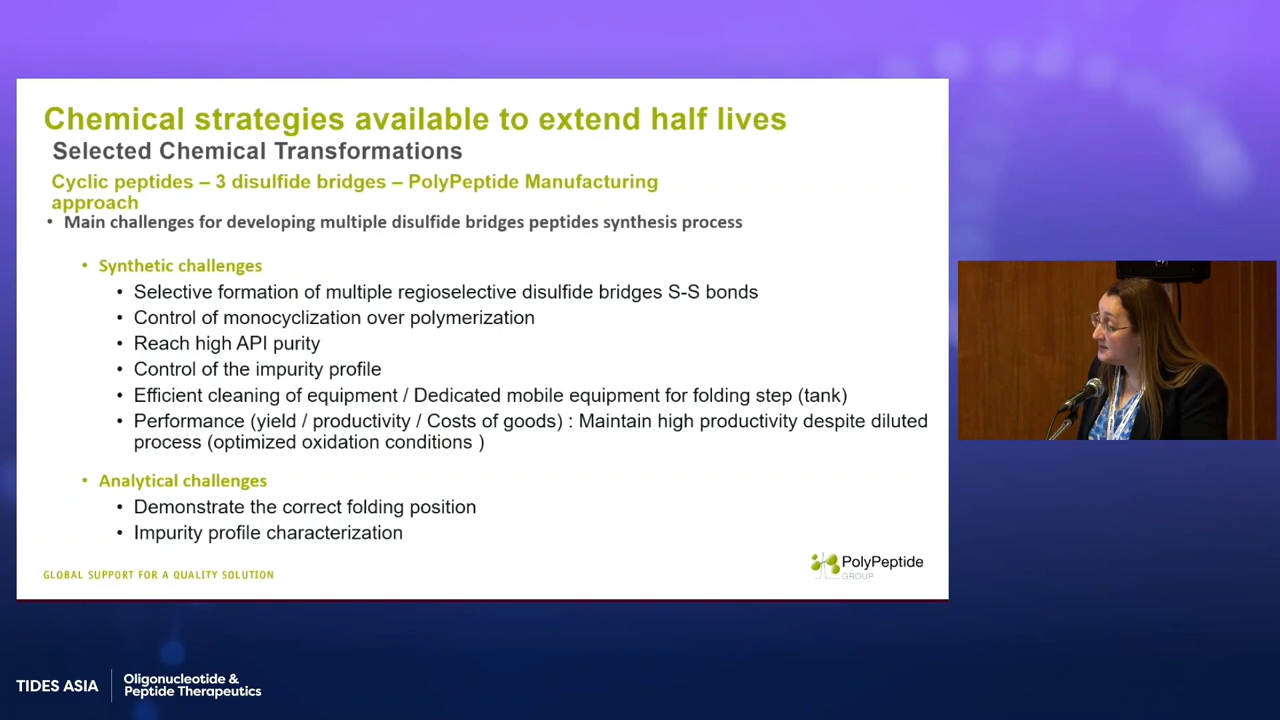 Chemical strategies available to extend half lives
Selected Chemical Transformations
Cyclic peptides – 3 disulfide bridges – PolyPeptide Manufacturing
approach
• Main challenges for developing multiple disulfide bridges peptides synthesis process
• Synthetic challenges
• Selective formation of multiple regioselective disulfide bridges S-S bonds
• Control of monocyclization over polymerization
• Reach high API purity
• Control of the impurity profile
• Efficient cleaning of equipment / Dedicated mobile equipment for folding step (tank)
• Performance (yield / productivity / Costs of goods) : Maintain high productivity despite diluted
process (optimized oxidation conditions )
• Analytical challenges
• Demonstrate the correct folding position
• Impurity profile characterization
GLOBAL SUPPORT FOR A QUALITY SOLUTION
PolyPeptide
GROUP
TIDES ASIA
Oligonucleotide &
Peptide Therapeutics